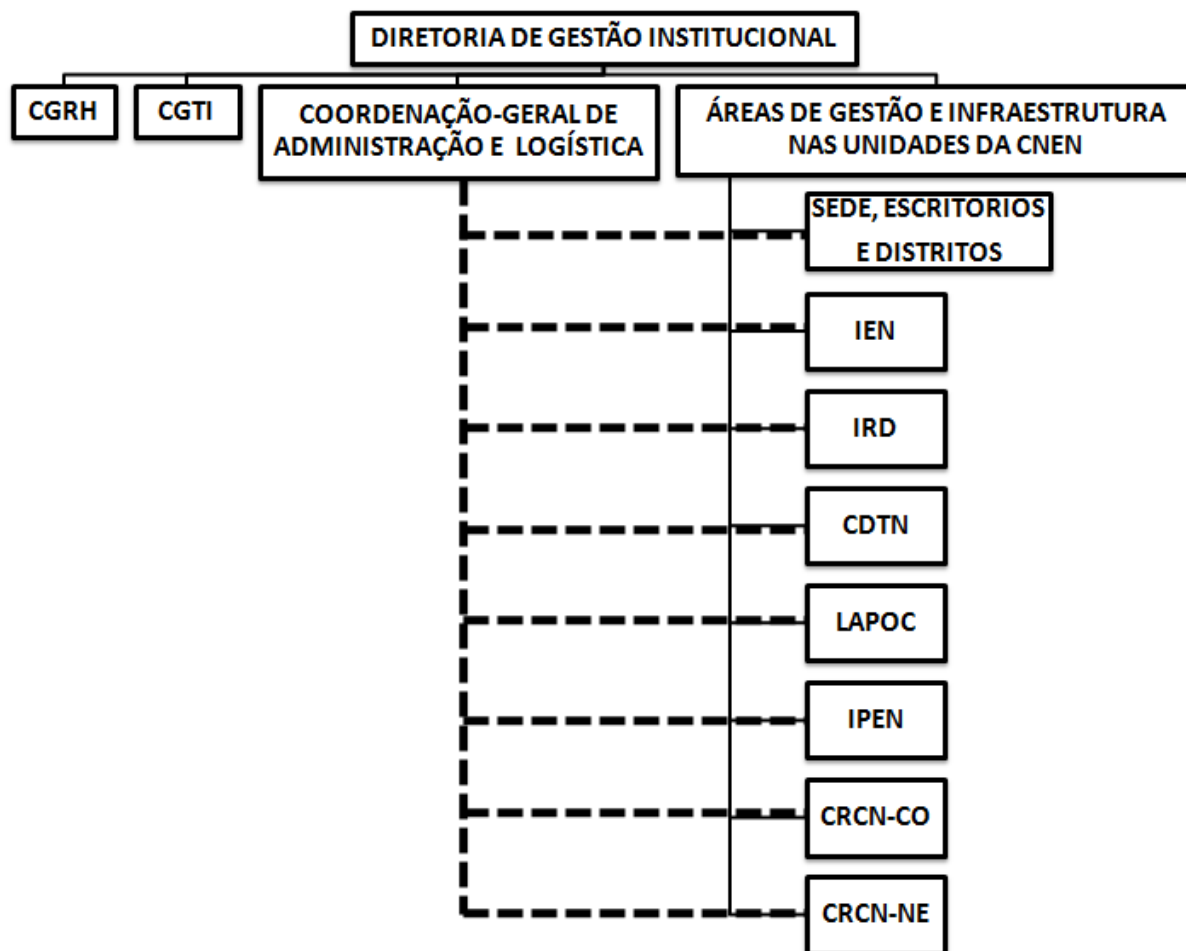 DIRETORIA DE GESTÃO INSTITUCIONAL
CGRH
CGTI
COORDENAÇÃO-GERAL DE
ADMINISTRAÇÃO E LOGÍSTICA
ÁREAS DE GESTÃO E INFRAESTRUTURA
NAS UNIDADES DA CNEN
SEDE, ESCRITORIOS
E DISTRITOS
IEN
IRD
CDTN
LAPOC
IPEN
CRCN-CO
CRCN-NE